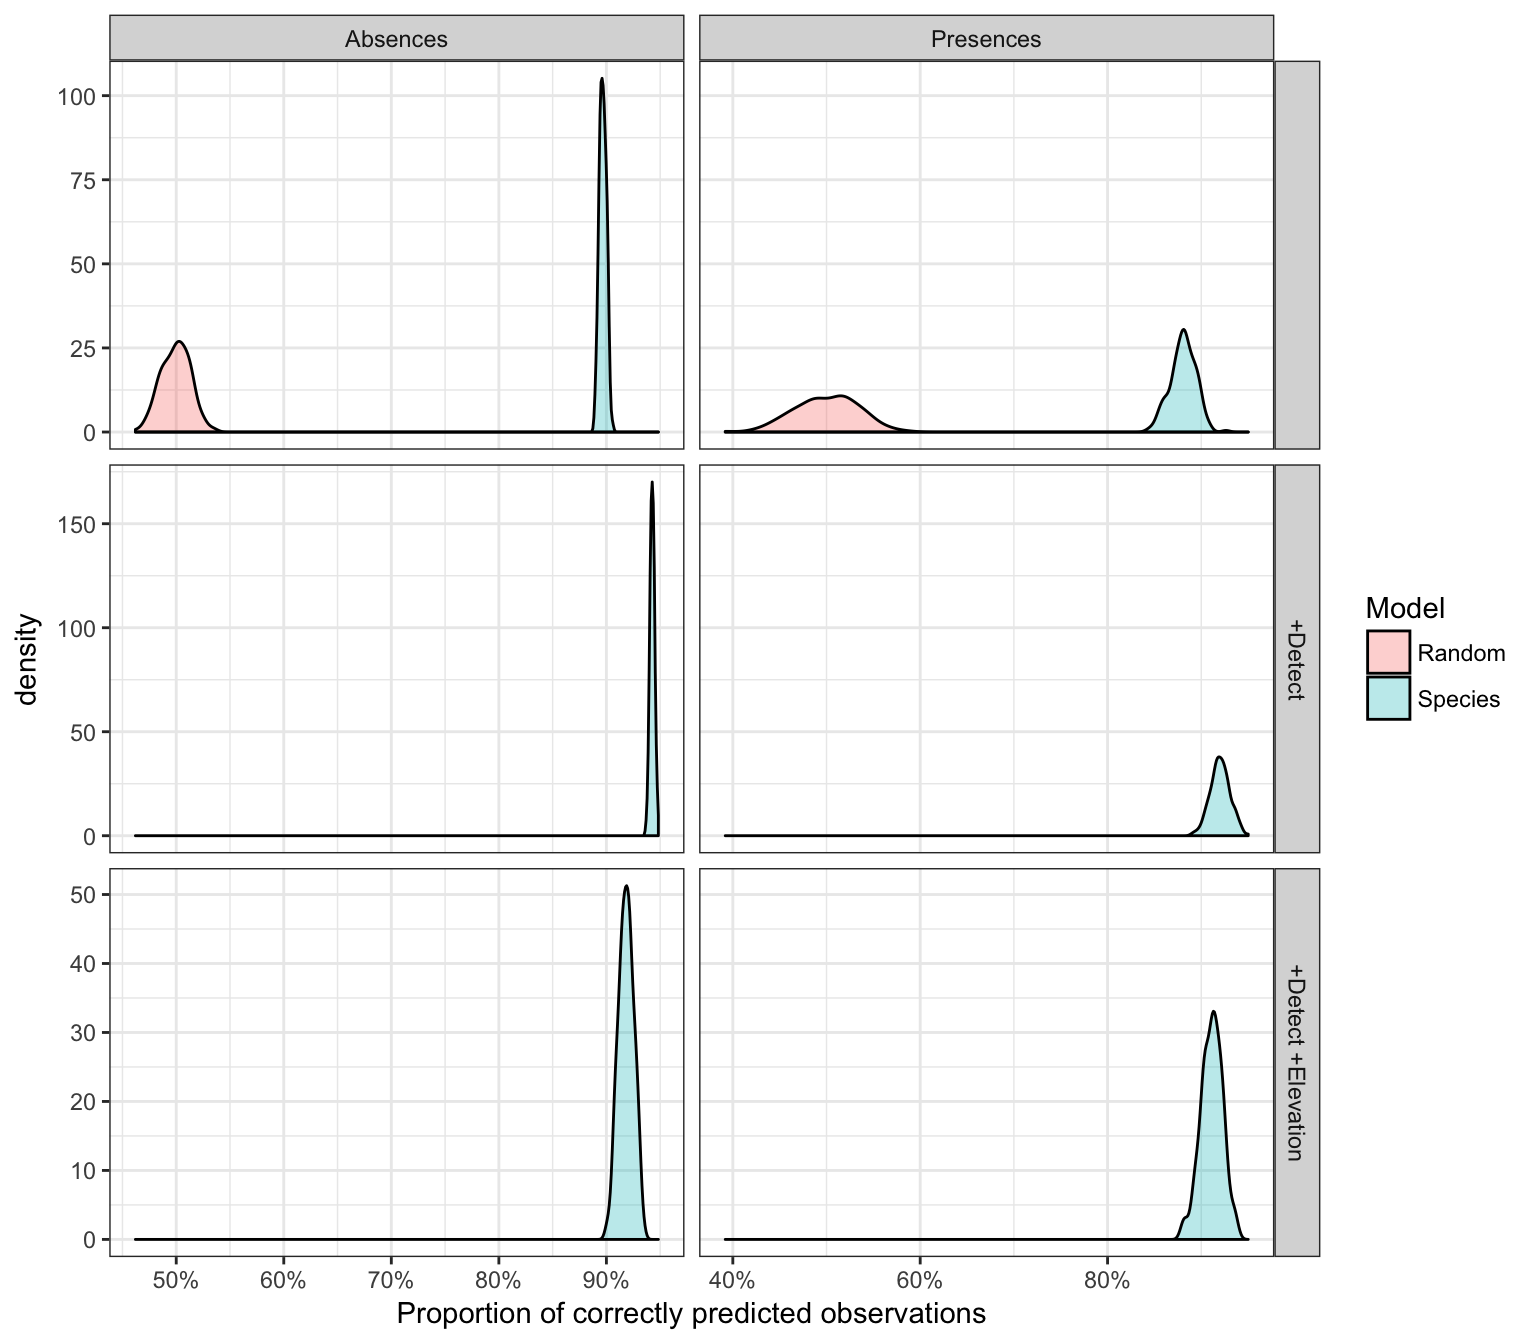 Absences
Presences
100
75
50
25
0
150
100
50
0
+Detect
50
40
30
20
10
0
+Detect +Elevation
50%
60%
70%
80%
90%
40%
60%
80%
Proportion of correctly predicted observations
density
Model
Random
Species